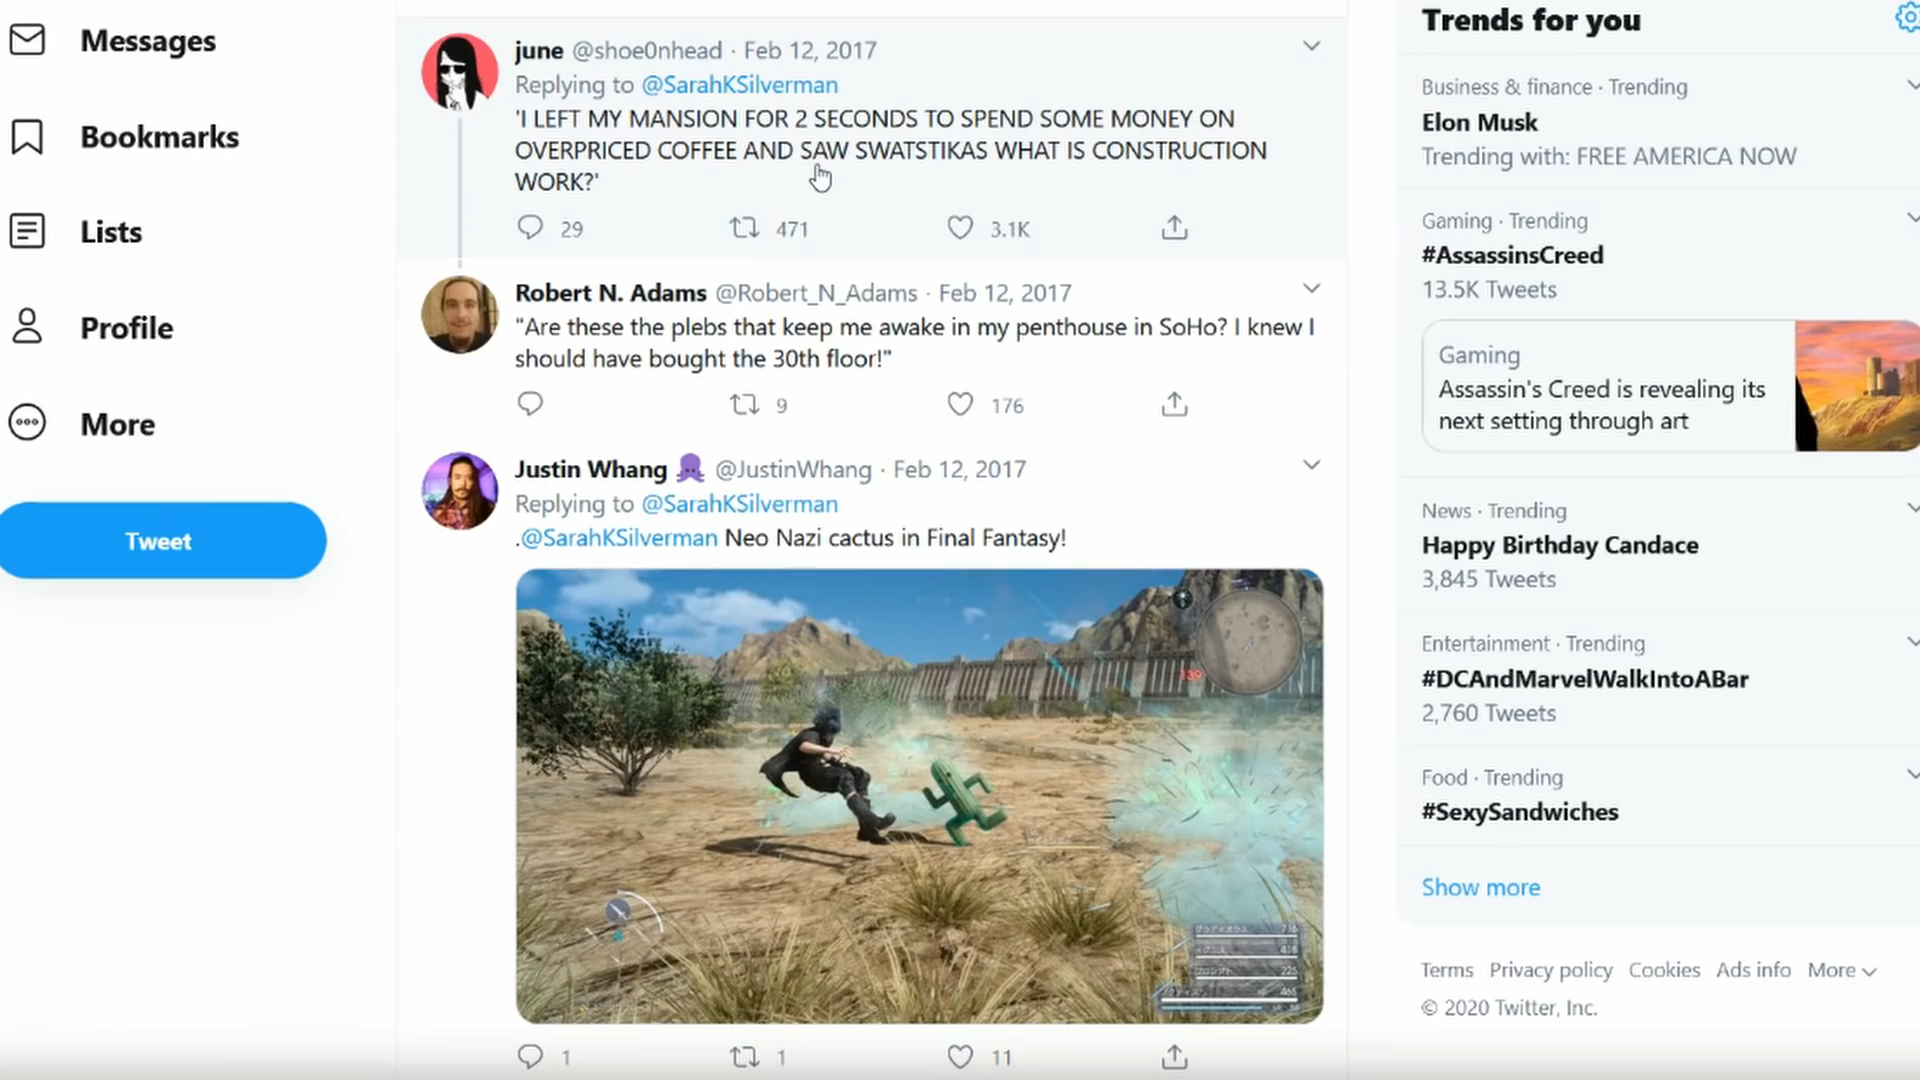 Messages
Bookmarks
Lists
Profile
More
Tweet
june @shoe0nhead · Feb 12, 2017
Replying to @SarahKSilverman
'I LEFT MY MANSION FOR 2 SECONDS TO SPEND SOME MONEY ON
OVERPRICED COFFEE AND SAW SWATSTIKAS WHAT IS CONSTRUCTION
WORK?'
29 471 3.1K
Robert N. Adams @Robert_N_Adams · Feb 12, 2017
"Are these the plebs that keep me awake in my penthouse in SoHo? I knew I
should have bought the 30th floor!"
9 176
Justin Whang @JustinWhang · Feb 12, 2017
Replying to @SarahKSilverman
.@SarahKSilverman Neo Nazi cactus in Final Fantasy!
139
1 1 11
Trends for you
Business & finance · Trending
Elon Musk
Trending with: FREE AMERICA NOW
Gaming · Trending
#AssassinsCreed
13.5K Tweets
Gaming
Assassin's Creed is revealing its
next setting through art
News · Trending
Happy Birthday Candace
3,845 Tweets
Entertainment · Trending
#DCAndMarvelWalkIntoABar
2,760 Tweets
Food · Trending
#SexySandwiches
Show more
Terms Privacy policy Cookies Ads info More
© 2020 Twitter, Inc.